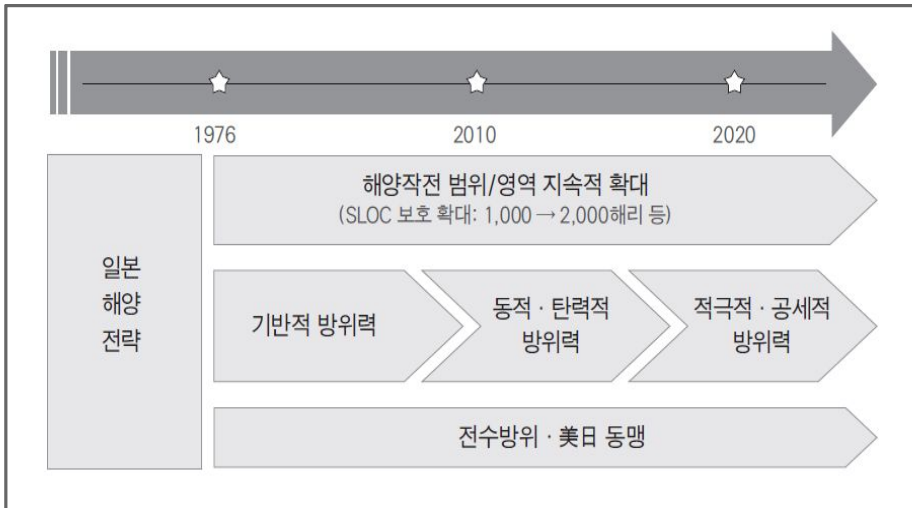 1976
2010
2020
일본
해양
전략
해양작전 범위/영역 지속적 확대
(SLOC 보호 확대: 1,000 → 2,000해리 등)
기반적 방위력
동적 · 탄력적
방위력
적극적 · 공세적
방위력
전수방위 · 美日 동맹